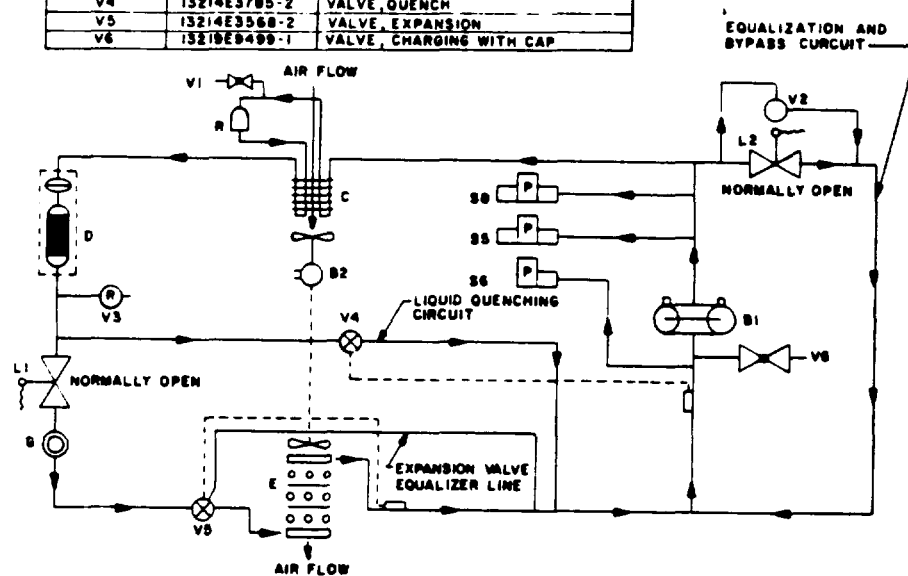 V4 13214E3785-2 VALVE, QUENCH
V5 13214E3568-2 VALVE, EXPANSION
V6 13219E9499-1 VALVE, CHARGING WITH CAP
EQUALIZATION AND
BYPASS CURCUIT
AIR FLOW
V1
R
V2
L2
NORMALLY OPEN
C
P
S8
D
P
S5
B2
P
S6
R
V3
LIQUID QUENCHING
CIRCUIT
V4
B1
V6
L1
NORMALLY OPEN
S
EXPANSION VALVE
EQUALIZER LINE
E
V5
AIR FLOW